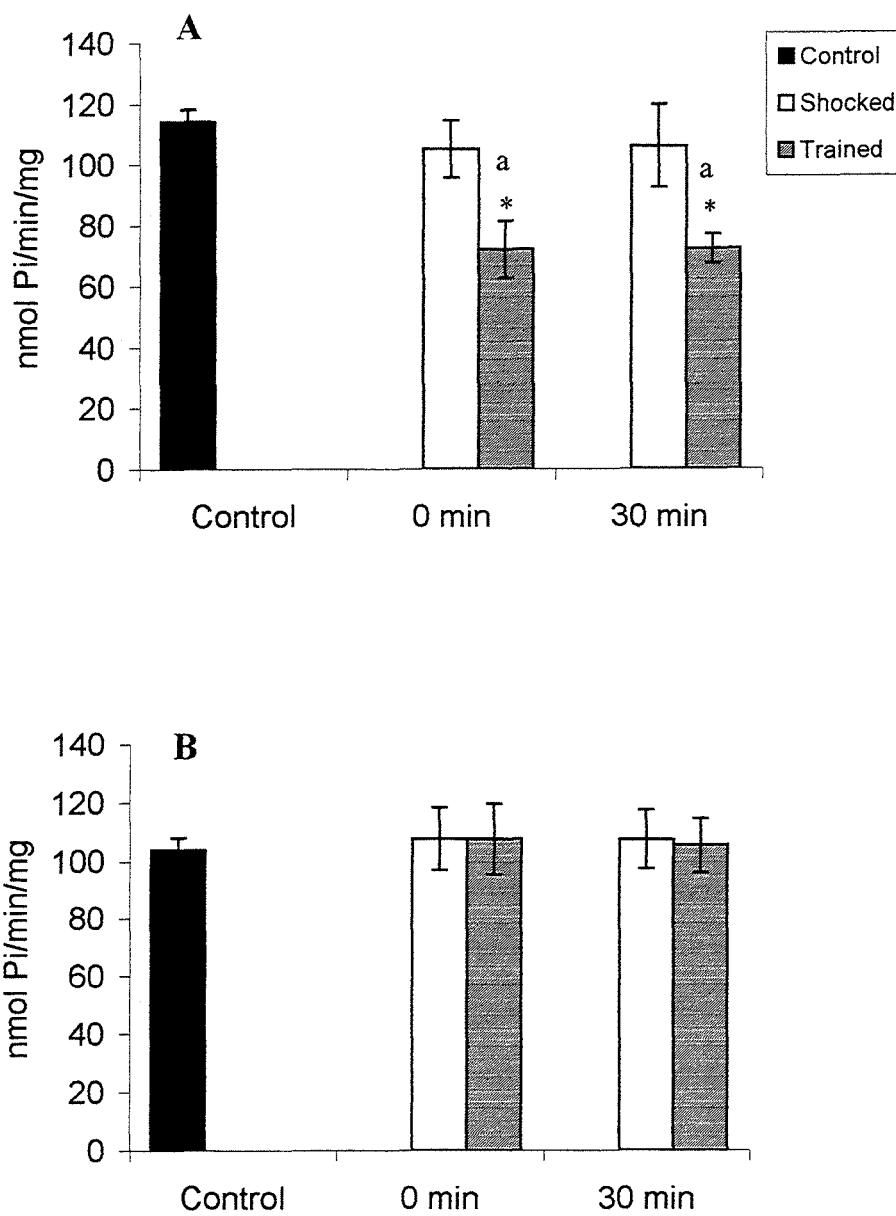 A
140
120
100
80
60
40
20
0
nmol Pi/min/mg
a
*
a
*
Control
Shocked
Trained
Control 0 min 30 min
B
140
120
100
80
60
40
20
0
nmol Pi/min/mg
Control 0 min 30 min